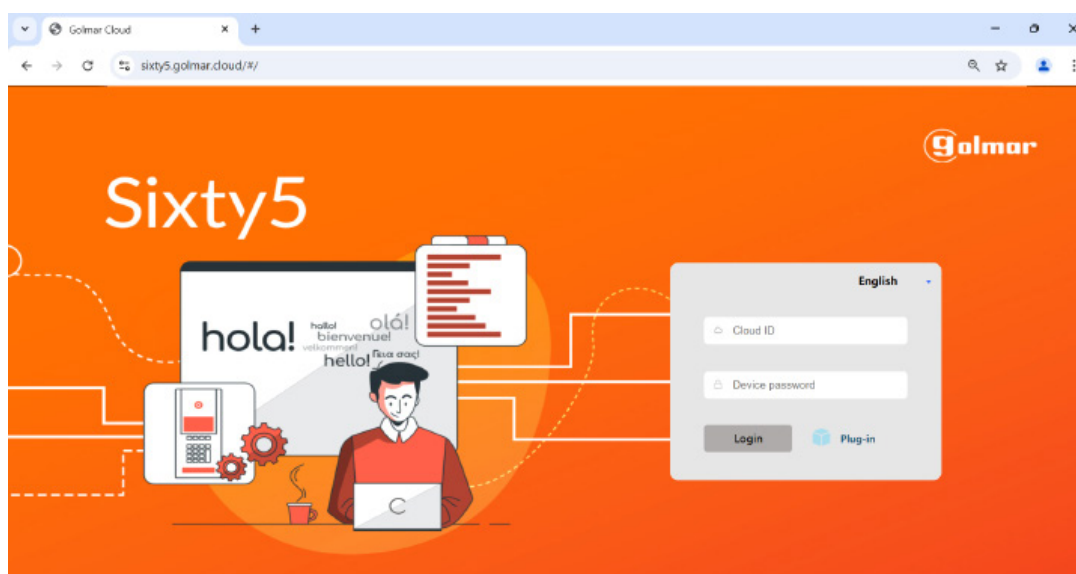 Golmar Cloud
sixty5.golmar.cloud/#/
golmar
Sixty5
English
hola!
hallo!
olá!
bienvenue!
velkommen!
hello!
Γεια σας!
Cloud ID
Device password
Login
Plug-in